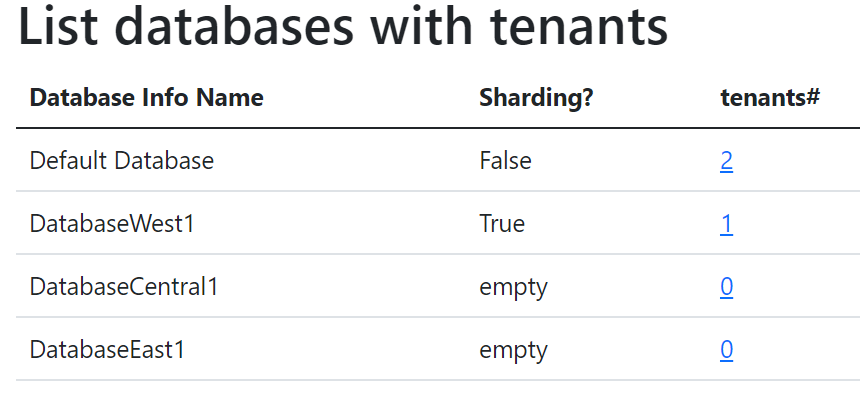 List databases with tenants
Database Info Name Sharding? tenants#
Default Database False 2
DatabaseWest1 True 1
DatabaseCentral1 empty 0
DatabaseEast1 empty 0